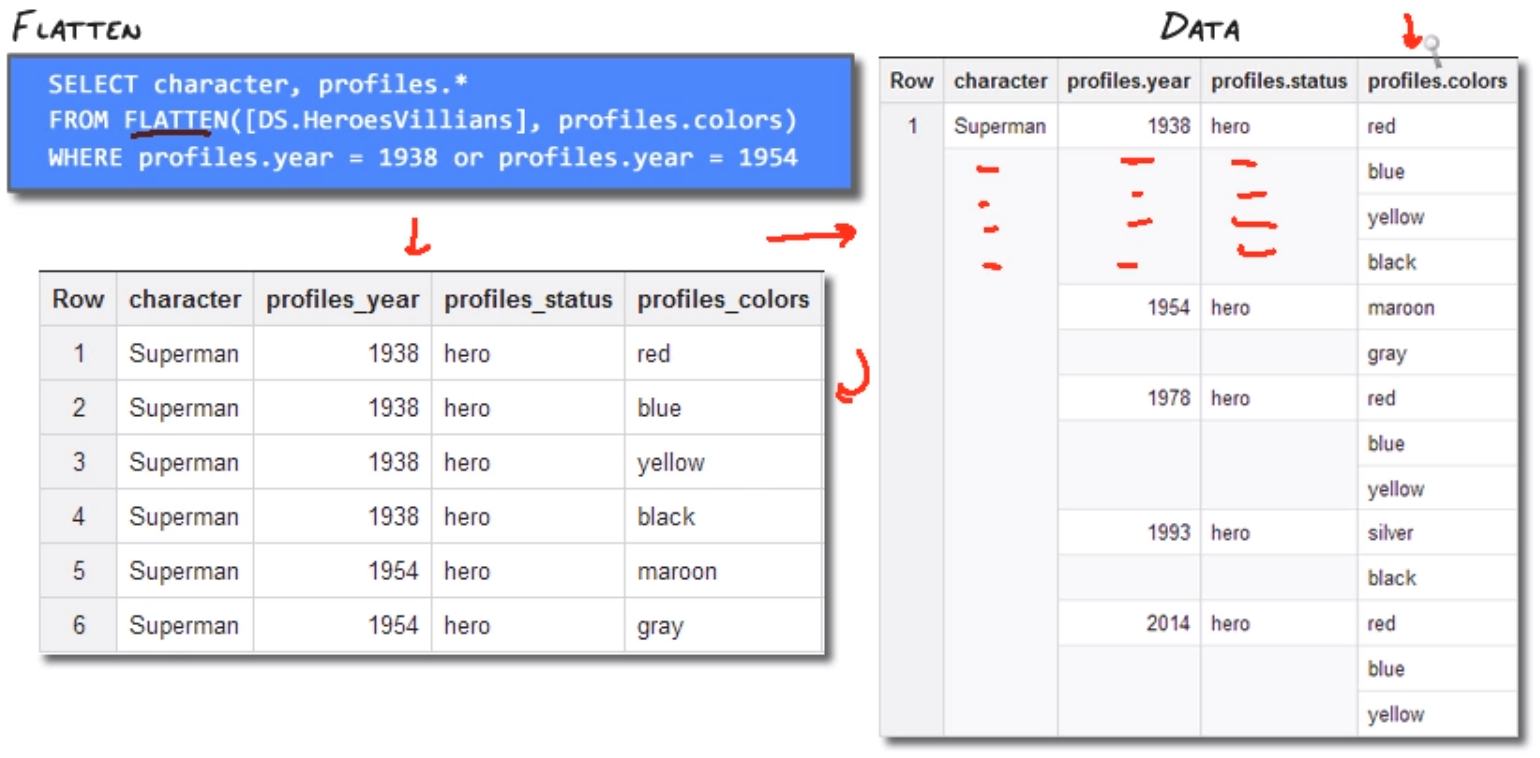 FLATTEN
SELECT character, profiles.*
FROM FLATTEN([DS.HeroesVillians], profiles.colors)
WHERE profiles.year = 1938 or profiles.year = 1954
Row character profiles_year profiles_status profiles_colors
1 Superman 1938 hero red
2 Superman 1938 hero blue
3 Superman 1938 hero yellow
4 Superman 1938 hero black
5 Superman 1954 hero maroon
6 Superman 1954 hero gray
DATA
Row character profiles.year profiles.status profiles.colors
1 Superman 1938 hero red
blue
yellow
black
1954 hero maroon
gray
1978 hero red
blue
yellow
1993 hero silver
black
2014 hero red
blue
yellow